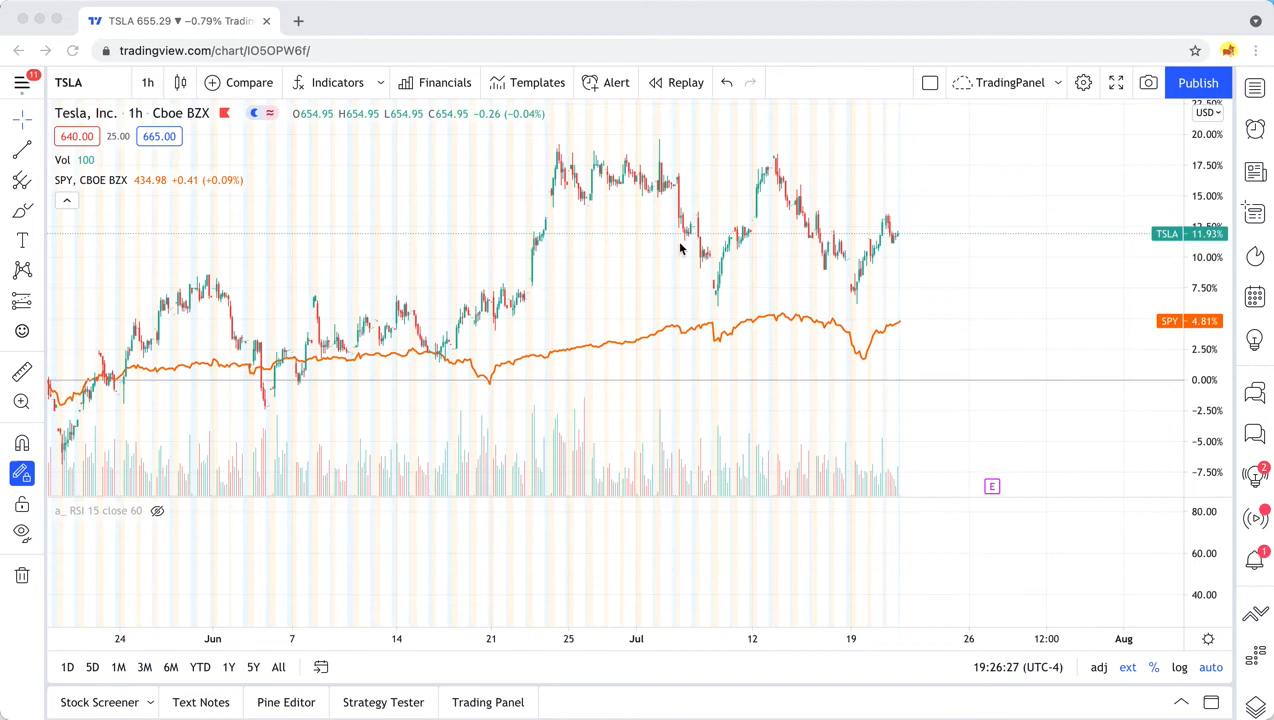 TSLA 655.29 ▼ −0.79% Tradin
tradingview.com/chart/IO5OPW6f/
11
TSLA 1h Compare Indicators Financials Templates Alert Replay TradingPanel Publish
Tesla, Inc. · 1h · Cboe BZX O654.95 H654.95 L654.95 C654.95 −0.26 (−0.04%)
USD
640.00 25.00 665.00
Vol 100
SPY, CBOE BZX 434.98 +0.41 (+0.09%)
22.50%
20.00%
17.50%
15.00%
12.50%
TSLA 11.93%
10.00%
7.50%
SPY 4.81%
2.50%
0.00%
−2.50%
−5.00%
−7.50%
E
2
a_ RSI 15 close 60
80.00
60.00
40.00
1
24 Jun 7 14 21 25 Jul 12 19 26 12:00 Aug
1D 5D 1M 3M 6M YTD 1Y 5Y All 19:26:27 (UTC-4) adj ext % log auto
Stock Screener Text Notes Pine Editor Strategy Tester Trading Panel